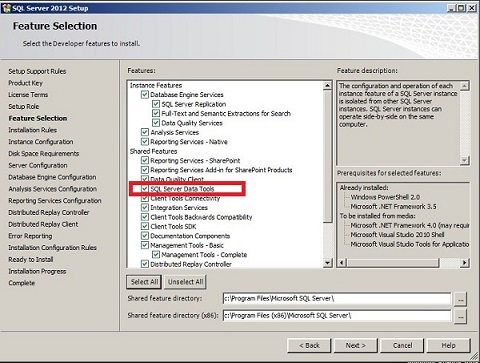 SQL Server 2012 Setup
Feature Selection
Select the Developer features to install.
Setup Support Rules
Product Key
License Terms
Setup Role
Feature Selection
Installation Rules
Instance Configuration
Disk Space Requirements
Server Configuration
Database Engine Configuration
Analysis Services Configuration
Reporting Services Configuration
Distributed Replay Controller
Distributed Replay Client
Error Reporting
Installation Configuration Rules
Ready to Install
Installation Progress
Complete
Features:
Instance Features
Database Engine Services
SQL Server Replication
Full-Text and Semantic Extractions for Search
Data Quality Services
Analysis Services
Reporting Services - Native
Shared Features
Reporting Services - SharePoint
Reporting Services Add-in for SharePoint Products
Data Quality Client
SQL Server Data Tools
Client Tools Connectivity
Integration Services
Client Tools Backwards Compatibility
Client Tools SDK
Documentation Components
Management Tools - Basic
Management Tools - Complete
Distributed Replay Controller
Select All
Unselect All
Feature description:
The configuration and operation of each
instance feature of a SQL Server instance
is isolated from other SQL Server
instances. SQL Server instances can
operate side-by-side on the same
computer.
Prerequisites for selected features:
Already installed:
Windows PowerShell 2.0
Microsoft .NET Framework 3.5
To be installed from media:
Microsoft .NET Framework 4.0 (may requir
Microsoft Visual Studio 2010 Shell
Microsoft Visual Studio Tools for Application
Shared feature directory:
c:\Program Files\Microsoft SQL Server\
...
Shared feature directory (x86):
c:\Program Files (x86)\Microsoft SQL Server\
...
< Back
Next >
Cancel
Help